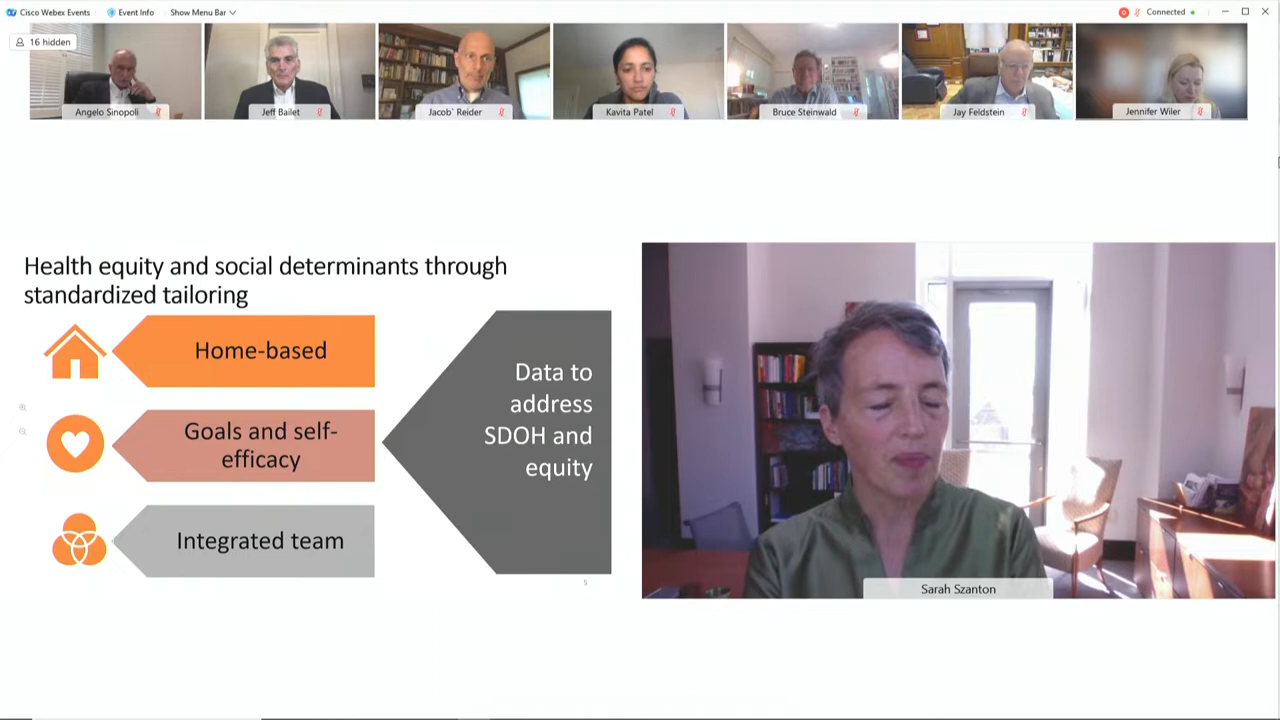 Cisco Webex Events Event Info Show Menu Bar Connected
16 hidden
Angelo Sinopoli Jeff Bailet Jacob` Reider Kavita Patel Bruce Steinwald Jay Feldstein Jennifer Wiler
Health equity and social determinants through
standardized tailoring
Home-based
Goals and self-
efficacy
Integrated team
Data to
address
SDOH and
equity
5
Sarah Szanton